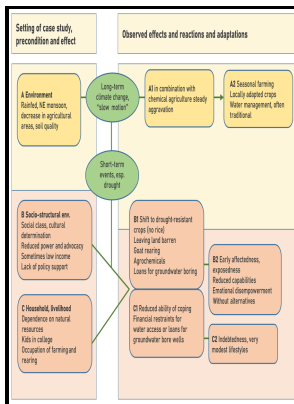 Setting of case study,
precondition and effect
Observed effects and reactions and adaptations
A Environment
Rainfed, NE monsoon,
decrease in agricultural
areas, soil quality
Long-term
climate change,
"slow motion"
A1 in combination with
chemical agriculture steady
aggravation
A2 Seasonal farming
Locally adapted crops
Water management, often
traditional
Short-term
events, esp.
drought
B Socio-structural env.
Social class, cultural
determination
Reduced power and advocacy
Sometimes low income
Lack of policy support
B1 Shift to drought-resistant
crops (no rice)
Leaving land barren
Goat rearing
Agrochemicals
Loans for groundwater boring
B2 Early affectedness,
exposedness
Reduced capabilities
Emotional disempowerment
Without alternatives
C Household, livelihood
Dependence on natural
resources
Kids in college
Occupation of farming and
rearing
C1 Reduced ability of coping
Financial restraints for
water access or loans for
groundwater bore wells
C2 Indebtedness, very
modest lifestyles